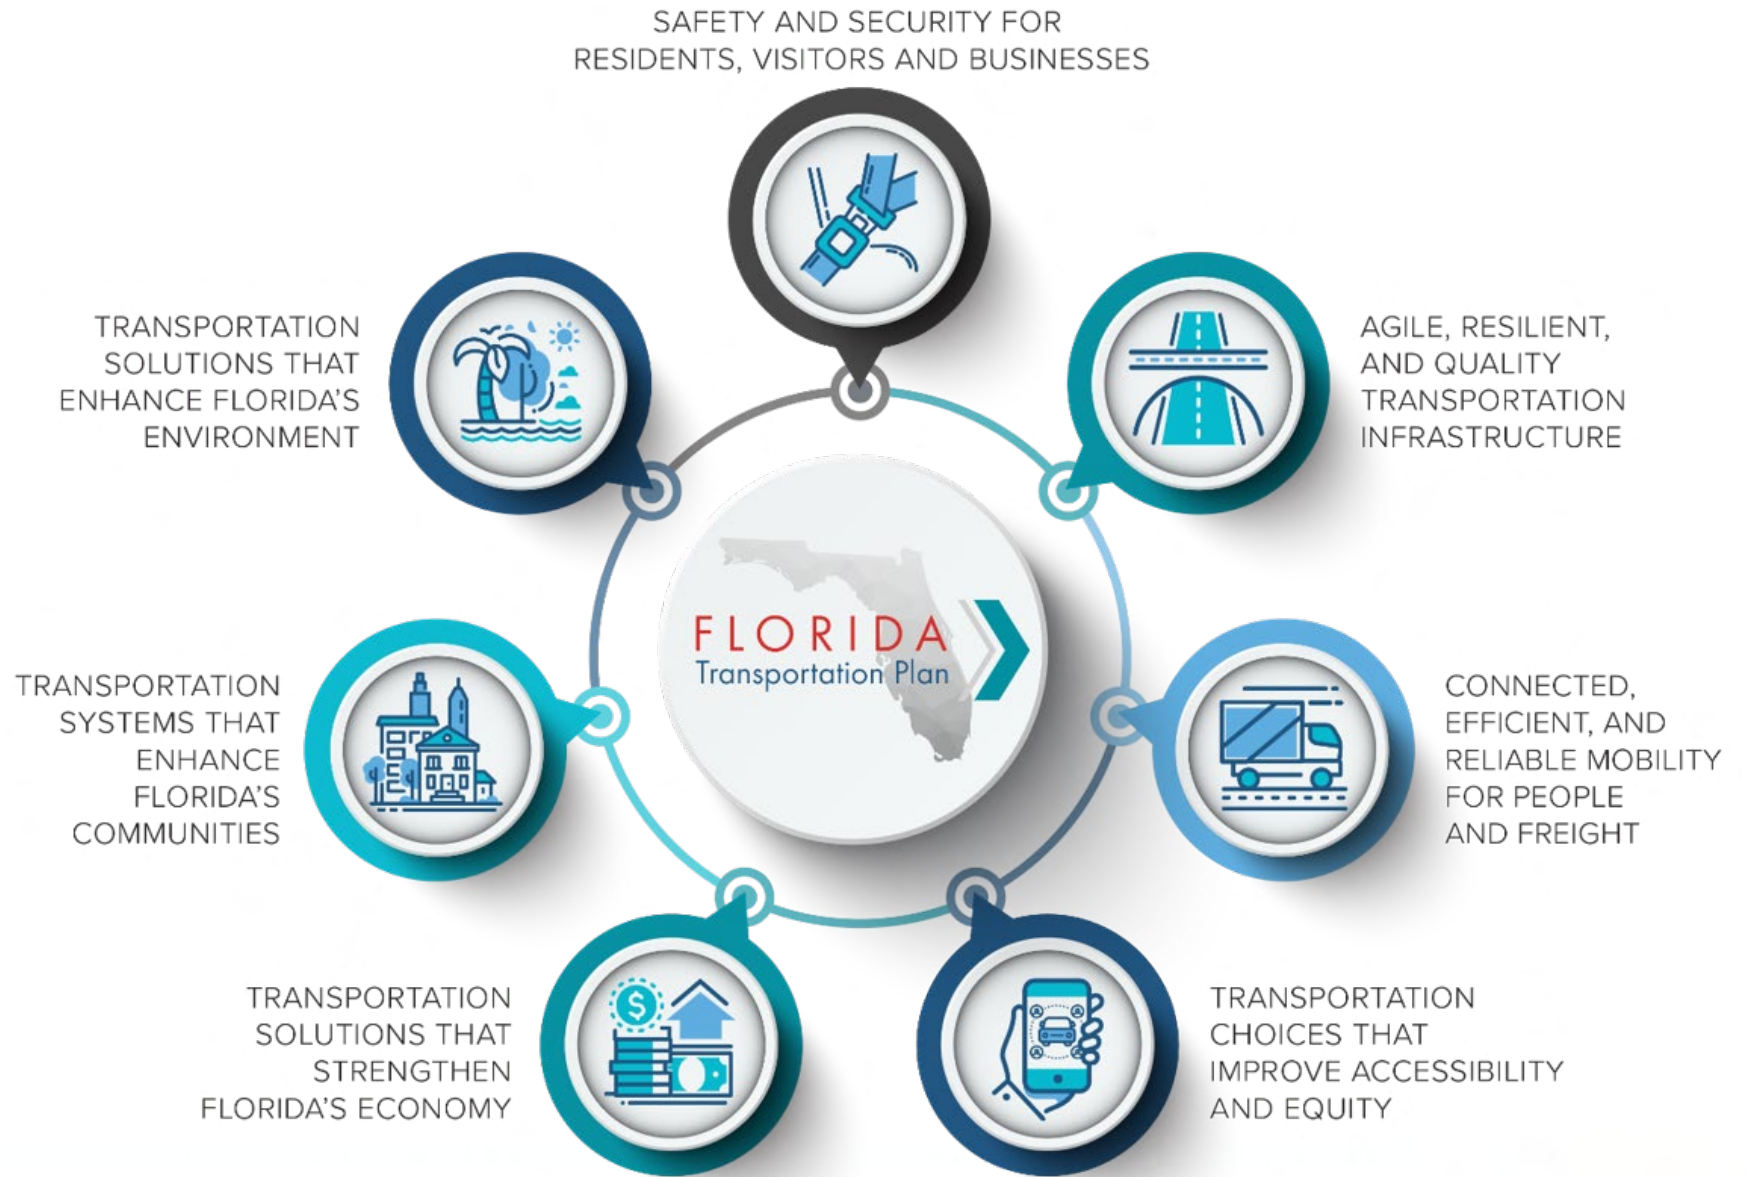 SAFETY AND SECURITY FOR
RESIDENTS, VISITORS AND BUSINESSES
AGILE, RESILIENT,
AND QUALITY
TRANSPORTATION
INFRASTRUCTURE
CONNECTED,
EFFICIENT, AND
RELIABLE MOBILITY
FOR PEOPLE
AND FREIGHT
TRANSPORTATION
CHOICES THAT
IMPROVE ACCESSIBILITY
AND EQUITY
TRANSPORTATION
SOLUTIONS THAT
STRENGTHEN
FLORIDA'S ECONOMY
$
TRANSPORTATION
SYSTEMS THAT
ENHANCE
FLORIDA'S
COMMUNITIES
TRANSPORTATION
SOLUTIONS THAT
ENHANCE FLORIDA'S
ENVIRONMENT
FLORIDA
Transportation Plan